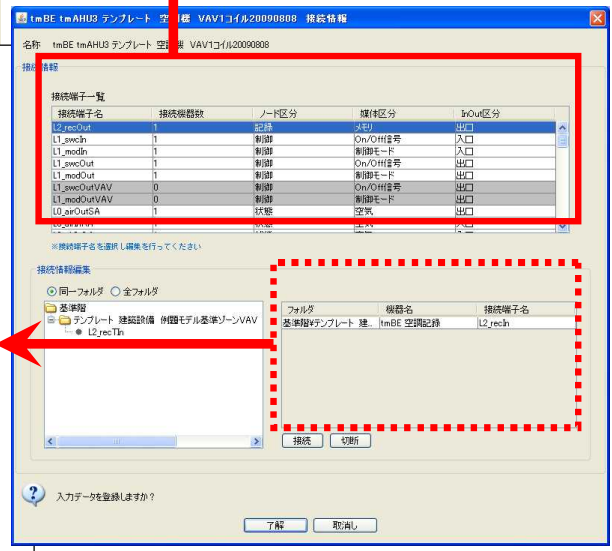 tmBE tmAHU3 テンプレート 空調機 VAV1コイル20090808 接続情報
名称 tmBE tmAHU3 テンプレート 空調機 VAV1コイル20090808
接続情報
接続端子一覧
接続端子名 接続機器数 ノード区分 媒体区分 InOut区分
L2_recOut 1 記録 メモリ 出口
L1_swcIn 1 制御 On/Off信号 入口
L1_modIn 1 制御 制御モード 入口
L1_swcOut 1 制御 On/Off信号 出口
L1_modOut 1 制御 制御モード 出口
L1_swcOutVAV 0 制御 On/Off信号 出口
L1_modOutVAV 0 制御 制御モード 出口
L0_airOutSA 1 状態 空気 出口
※接続端子名を選択し編集を行ってください
接続情報編集
同一フォルダ 全フォルダ
基準階
テンプレート 建築設備 例題モデル基準ゾーンVAV
L2_recTIn
フォルダ 機器名 接続端子名
基準階¥テンプレート 建.. tmBE 空調記録 L2_recIn
接続 切断
入力データを登録しますか?
了解 取消し